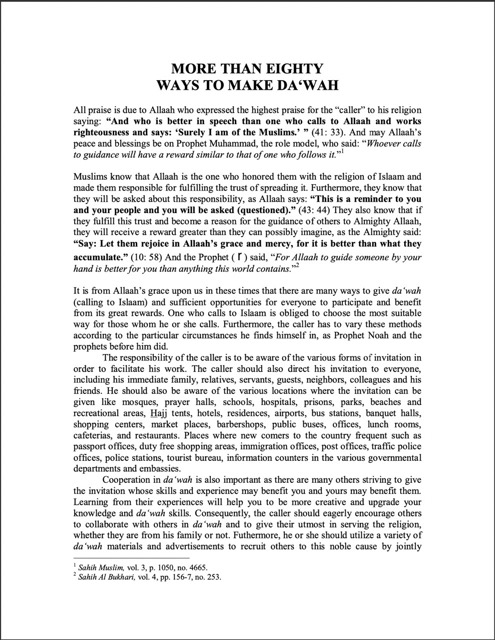 MORE THAN EIGHTY
WAYS TO MAKE DA‘WAH
All praise is due to Allaah who expressed the highest praise for the “caller” to his religion
saying: “And who is better in speech than one who calls to Allaah and works
righteousness and says: ‘Surely I am of the Muslims.’ ” (41: 33). And may Allaah’s
peace and blessings be on Prophet Muhammad, the role model, who said: “Whoever calls
to guidance will have a reward similar to that of one who follows it.”1
Muslims know that Allaah is the one who honored them with the religion of Islaam and
made them responsible for fulfilling the trust of spreading it. Furthermore, they know that
they will be asked about this responsibility, as Allaah says: “This is a reminder to you
and your people and you will be asked (questioned).” (43: 44) They also know that if
they fulfill this trust and become a reason for the guidance of others to Almighty Allaah,
they will receive a reward greater than they can possibly imagine, as the Almighty said:
“Say: Let them rejoice in Allaah’s grace and mercy, for it is better than what they
accumulate.” (10: 58) And the Prophet (r) said, “For Allaah to guide someone by your
hand is better for you than anything this world contains.”2
It is from Allaah’s grace upon us in these times that there are many ways to give da‘wah
(calling to Islaam) and sufficient opportunities for everyone to participate and benefit
from its great rewards. One who calls to Islaam is obliged to choose the most suitable
way for those whom he or she calls. Furthermore, the caller has to vary these methods
according to the particular circumstances he finds himself in, as Prophet Noah and the
prophets before him did.
The responsibility of the caller is to be aware of the various forms of invitation in
order to facilitate his work. The caller should also direct his invitation to everyone,
including his immediate family, relatives, servants, guests, neighbors, colleagues and his
friends. He should also be aware of the various locations where the invitation can be
given like mosques, prayer halls, schools, hospitals, prisons, parks, beaches and
recreational areas, Hajj tents, hotels, residences, airports, bus stations, banquet halls,
shopping centers, market places, barbershops, public buses, offices, lunch rooms,
cafeterias, and restaurants. Places where new comers to the country frequent such as
passport offices, duty free shopping areas, immigration offices, post offices, traffic police
offices, police stations, tourist bureau, information counters in the various governmental
departments and embassies.
Cooperation in da‘wah is also important as there are many others striving to give
the invitation whose skills and experience may benefit you and yours may benefit them.
Learning from their experiences will help you to be more creative and upgrade your
knowledge and da‘wah skills. Consequently, the caller should eagerly encourage others
to collaborate with others in da‘wah and to give their utmost in serving the religion,
whether they are from his family or not. Futhermore, he or she should utilize a variety of
da‘wah materials and advertisements to recruit others to this noble cause by jointly
1 Sahih Muslim, vol. 3, p. 1050, no. 4665.
2 Sahih Al Bukhari, vol. 4, pp. 156-7, no. 253.